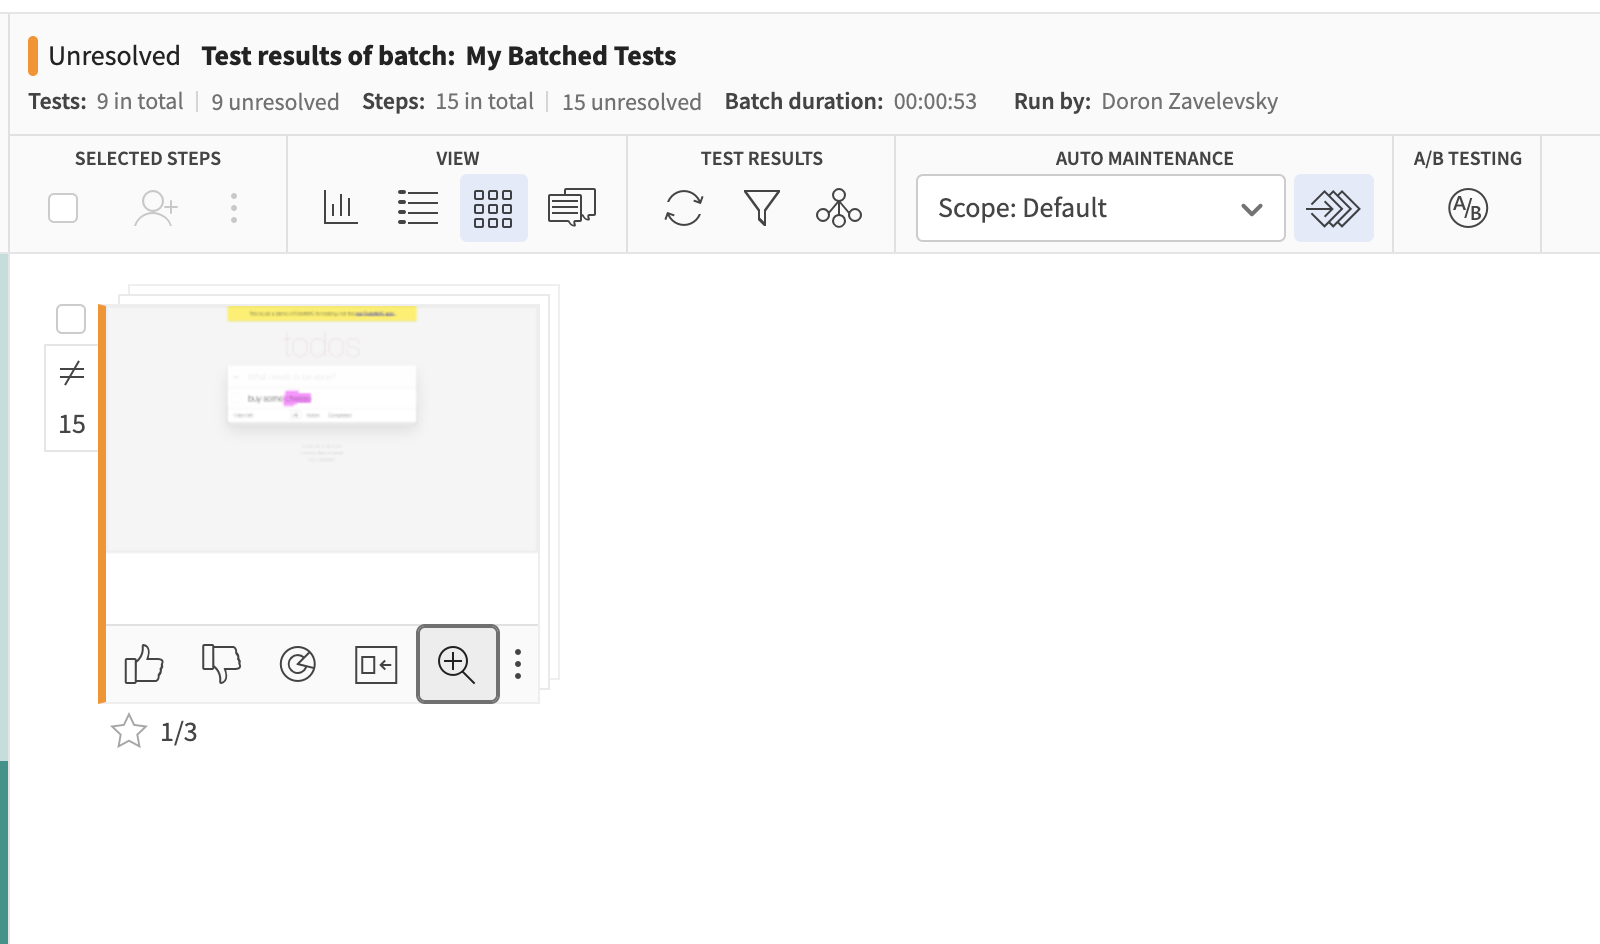 Unresolved Test results of batch: My Batched Tests
Tests: 9 in total | 9 unresolved Steps: 15 in total | 15 unresolved Batch duration: 00:00:53 Run by: Doron Zavelevsky
SELECTED STEPS VIEW TEST RESULTS AUTO MAINTENANCE A/B TESTING
Scope: Default A/B
todos
≠
buy some
15
1/3